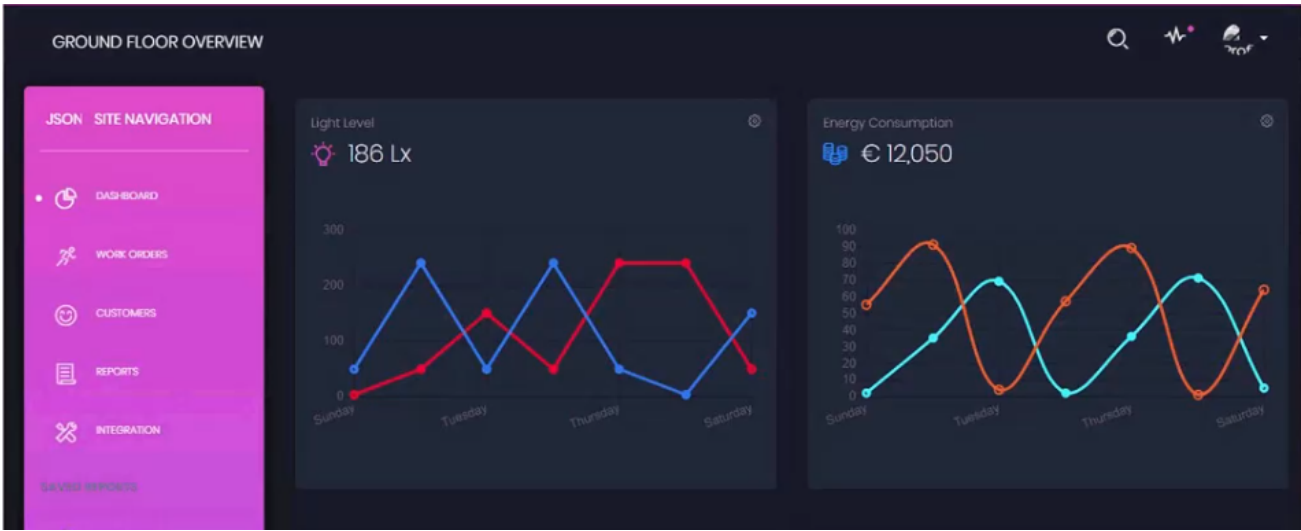 GROUND FLOOR OVERVIEW
JSON SITE NAVIGATION
DASHBOARD
WORK ORDERS
CUSTOMERS
REPORTS
INTEGRATION
SAVED REPORTS
Light Level
186 Lx
300
200
100
0
Sunday
Tuesday
Thursday
Saturday
Energy Consumption
€ 12,050
100
90
80
70
60
50
40
30
20
10
0
Sunday
Tuesday
Thursday
Saturday